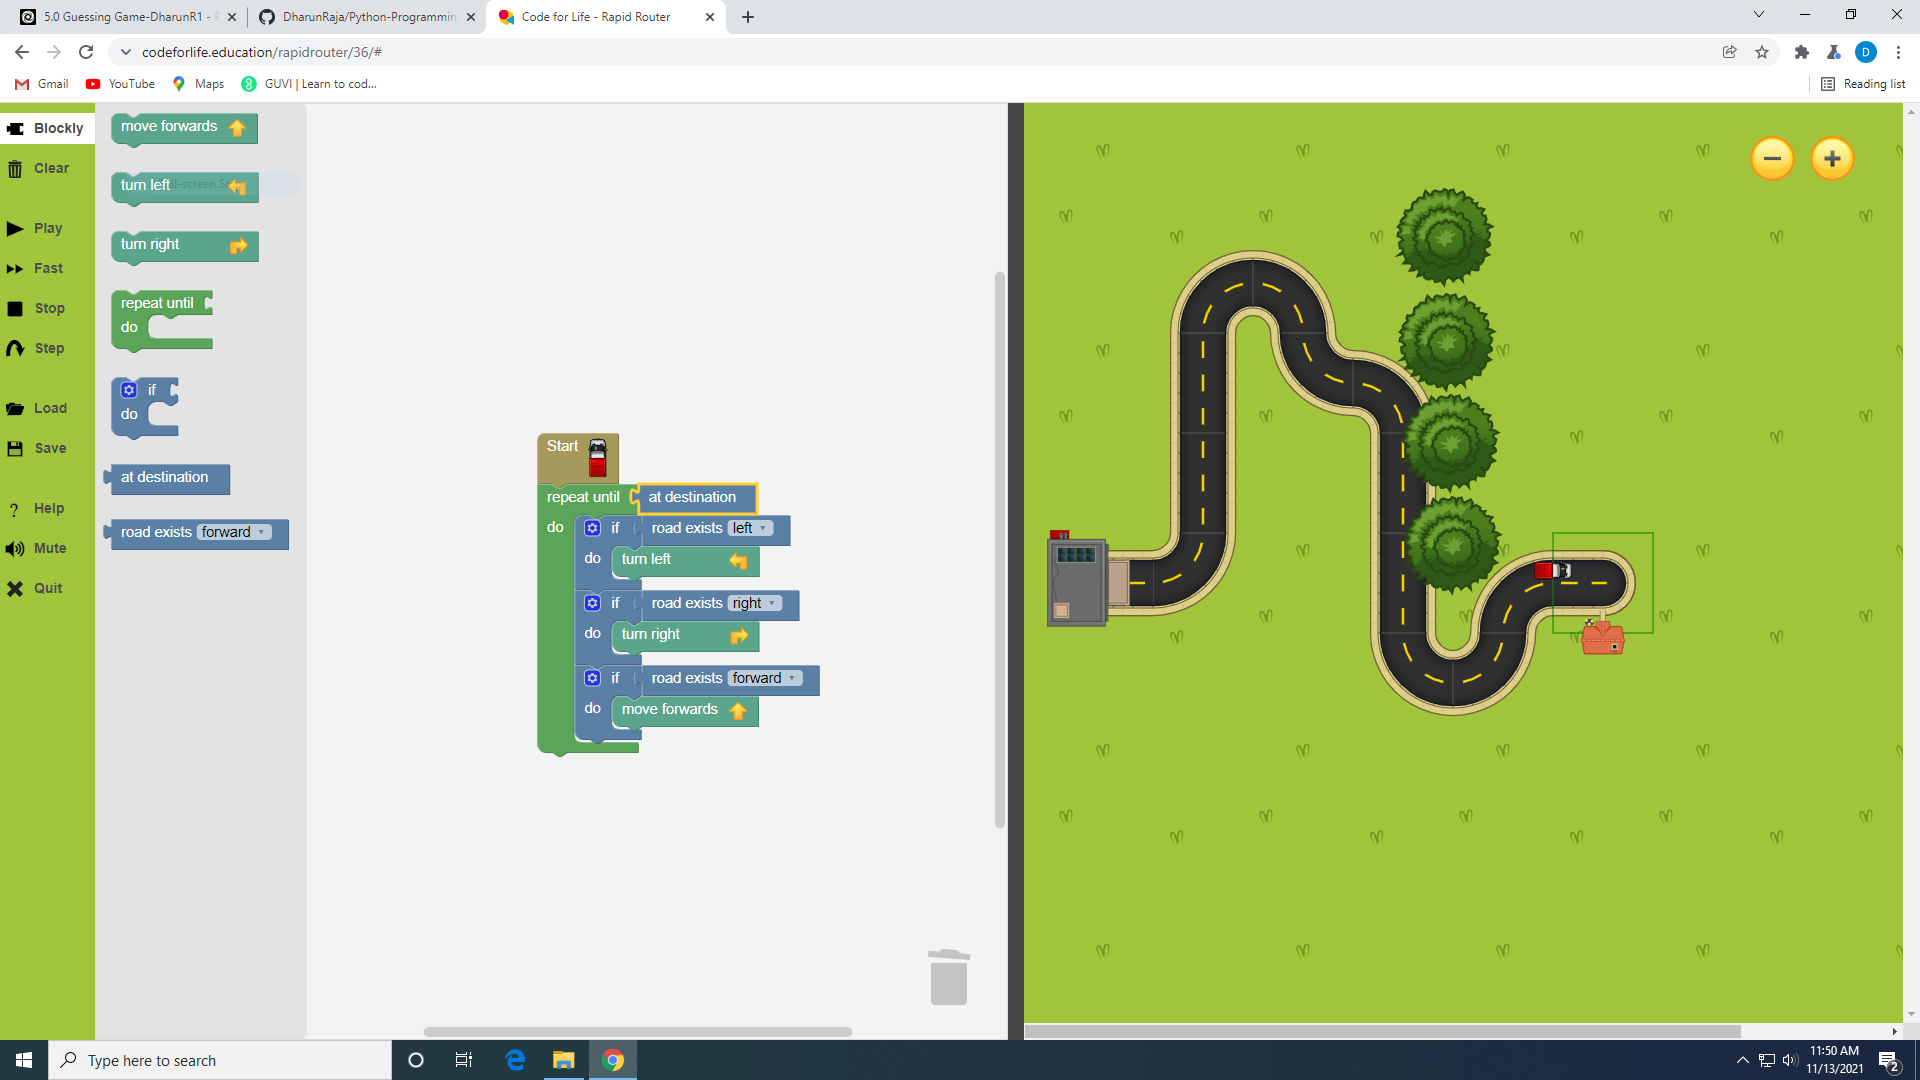 5.0 Guessing Game-DharunR1 -
DharunRaja/Python-Programmin
Code for Life - Rapid Router
codeforlife.education/rapidrouter/36/#
D
Gmail
YouTube
Maps
GUVI | Learn to cod...
Reading list
Blockly
Clear
Play
Fast
Stop
Step
Load
Save
Help
Mute
Quit
move forwards
turn left
turn right
repeat until
do
if
do
at destination
road exists forward
Start
repeat until at destination
do if road exists left
do turn left
if road exists right
do turn right
if road exists forward
do move forwards
Type here to search
11:50 AM
11/13/2021
2